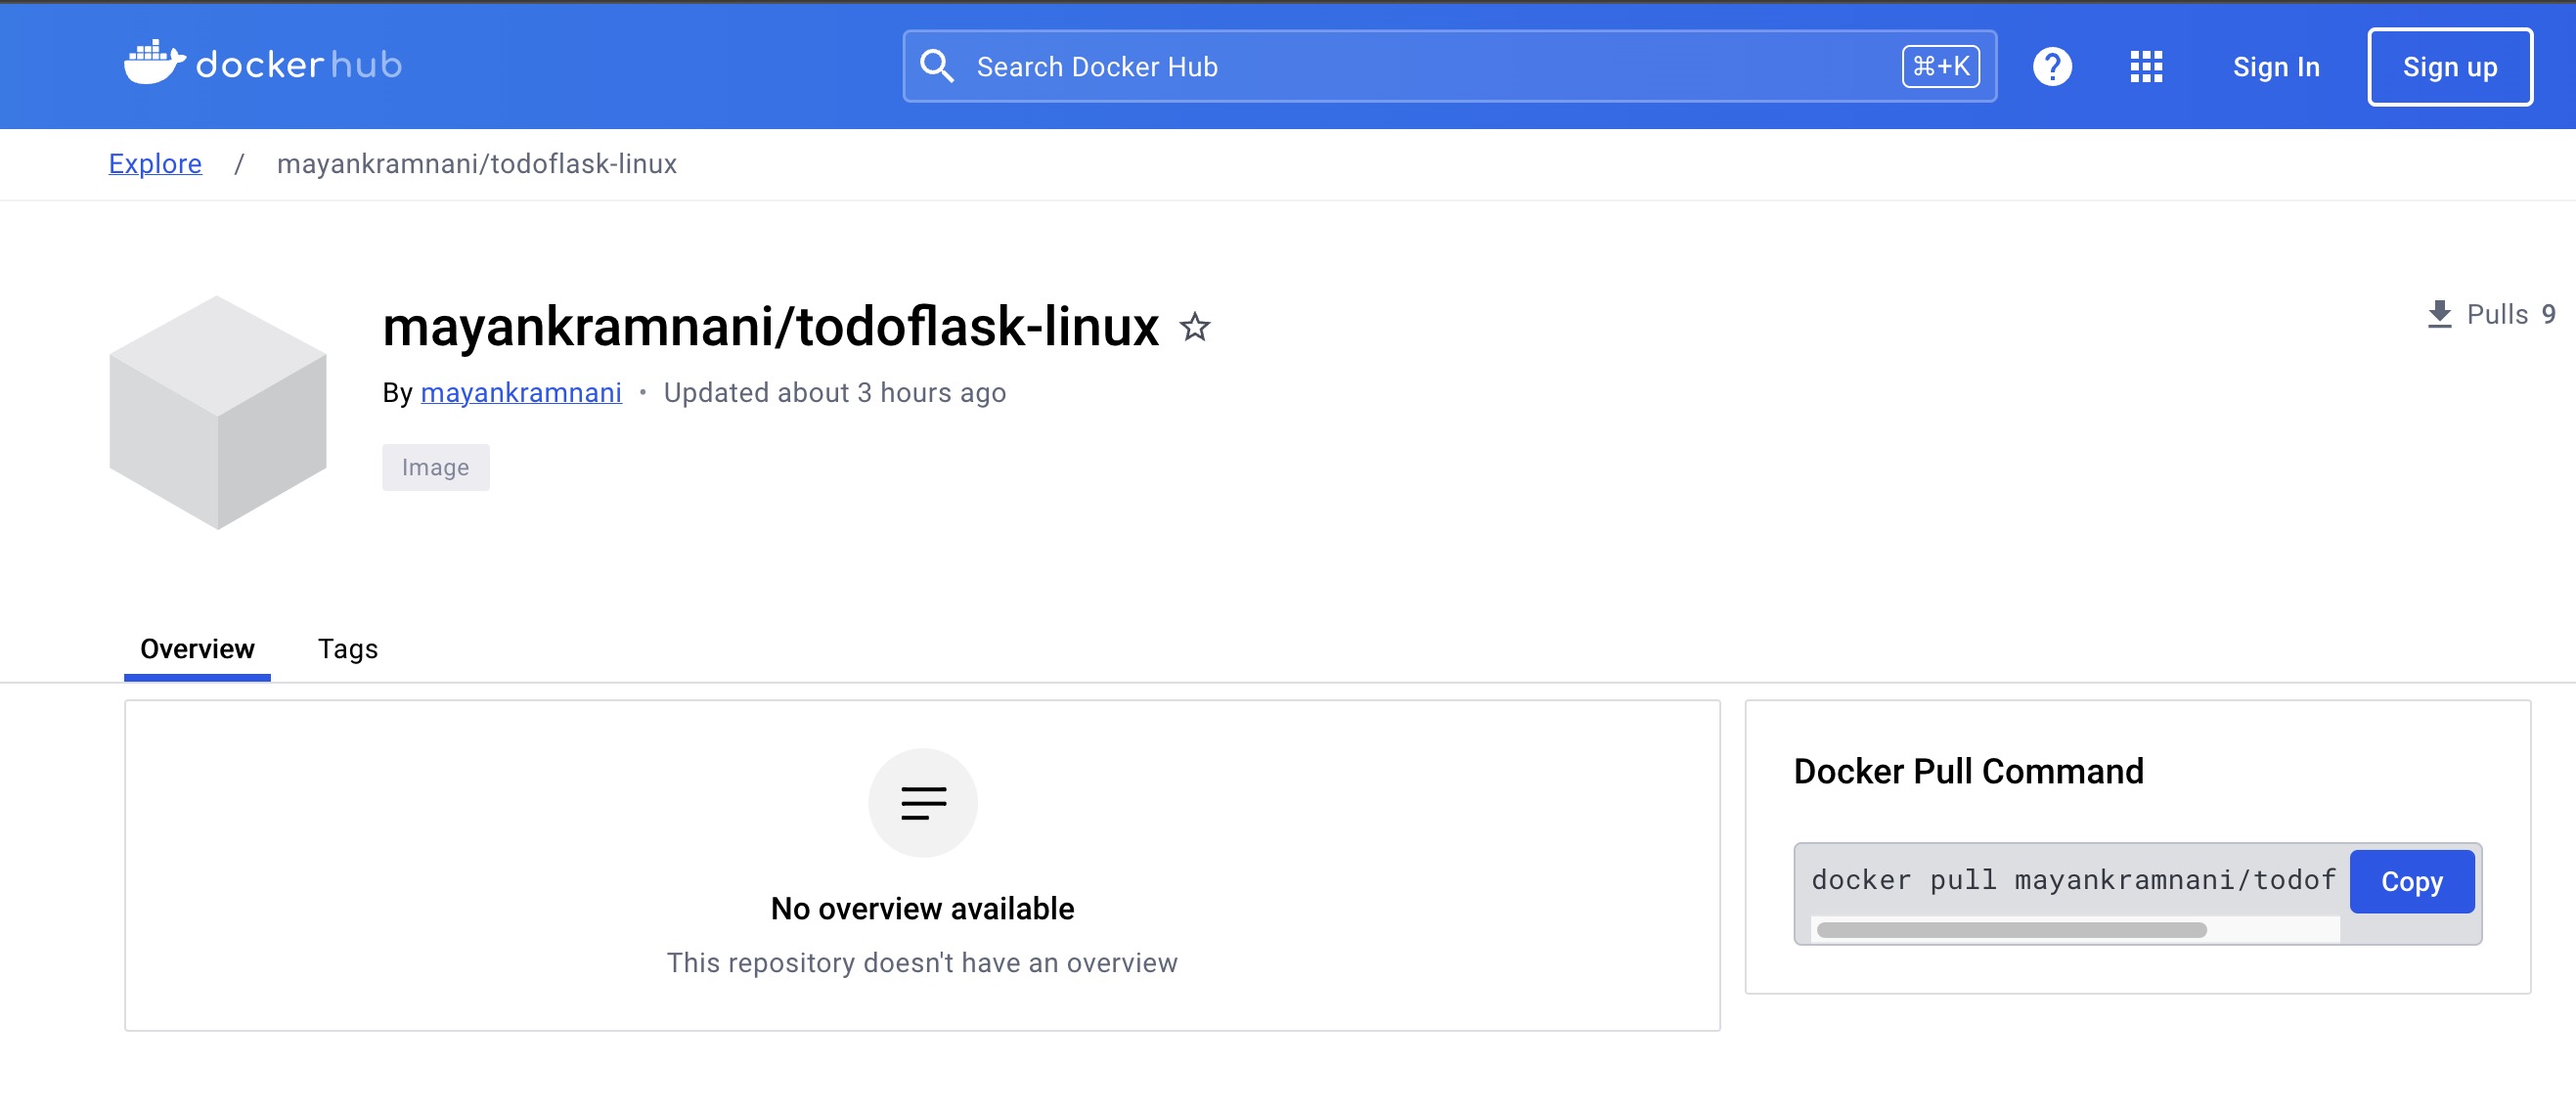 dockerhub
Search Docker Hub
⌘+K
Sign In
Sign up
Explore / mayankramnani/todoflask-linux
mayankramnani/todoflask-linux
Pulls 9
By mayankramnani • Updated about 3 hours ago
Image
Overview
Tags
No overview available
This repository doesn't have an overview
Docker Pull Command
docker pull mayankramnani/todof
Copy